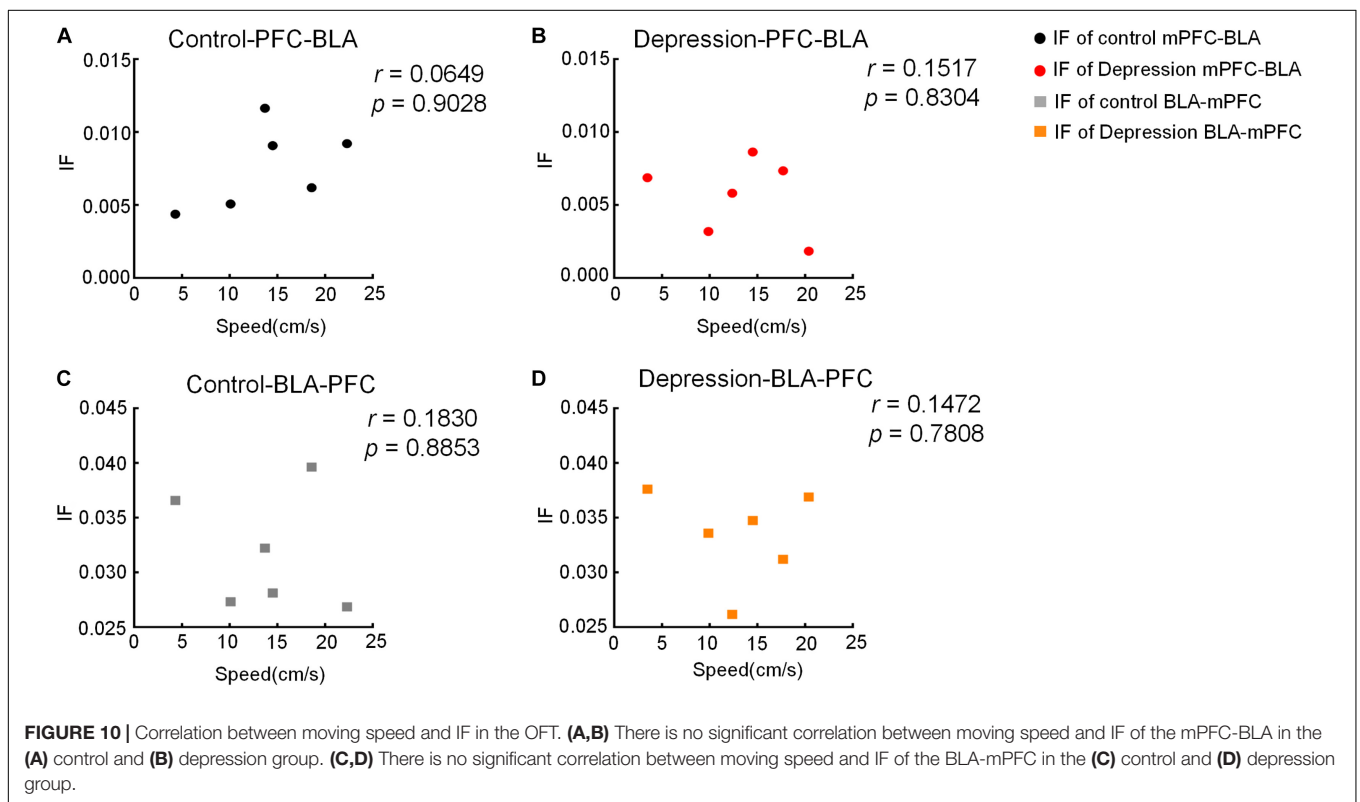 A
Control-PFC-BLA
r = 0.0649
p = 0.9028
0.015
0.010
0.005
0.000
IF
0 5 10 15 20 25
Speed(cm/s)
B
Depression-PFC-BLA
r = 0.1517
p = 0.8304
0.015
0.010
0.005
0.000
IF
0 5 10 15 20 25
Speed(cm/s)
IF of control mPFC-BLA
IF of Depression mPFC-BLA
IF of control BLA-mPFC
IF of Depression BLA-mPFC
C
Control-BLA-PFC
r = 0.1830
p = 0.8853
0.045
0.040
0.035
0.030
0.025
IF
0 5 10 15 20 25
Speed(cm/s)
D
Depression-BLA-PFC
r = 0.1472
p = 0.7808
0.045
0.040
0.035
0.030
0.025
IF
0 5 10 15 20 25
Speed(cm/s)
FIGURE 10 | Correlation between moving speed and IF in the OFT. (A,B) There is no significant correlation between moving speed and IF of the mPFC-BLA in the
(A) control and (B) depression group. (C,D) There is no significant correlation between moving speed and IF of the BLA-mPFC in the (C) control and (D) depression
group.